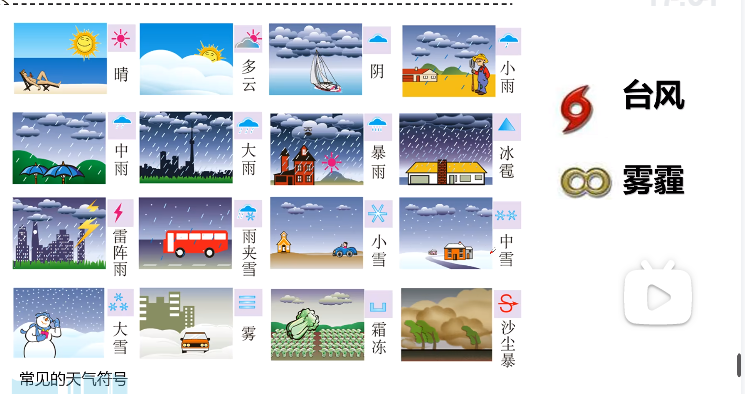 晴
多云
阴
小雨
台风
中雨
大雨
暴雨
冰雹
雾霾
雷阵雨
雨夹雪
小雪
中雪
大雪
雾
霜冻
沙尘暴
常见的天气符号